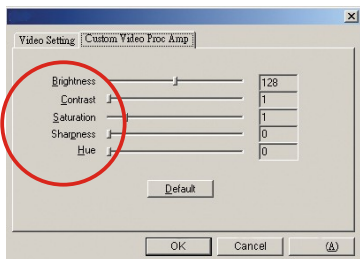 Video Setting Custom Video Proc Amp
Brightness 128
Contrast 1
Saturation 1
Sharpness 0
Hue 0
Default
OK Cancel (A)